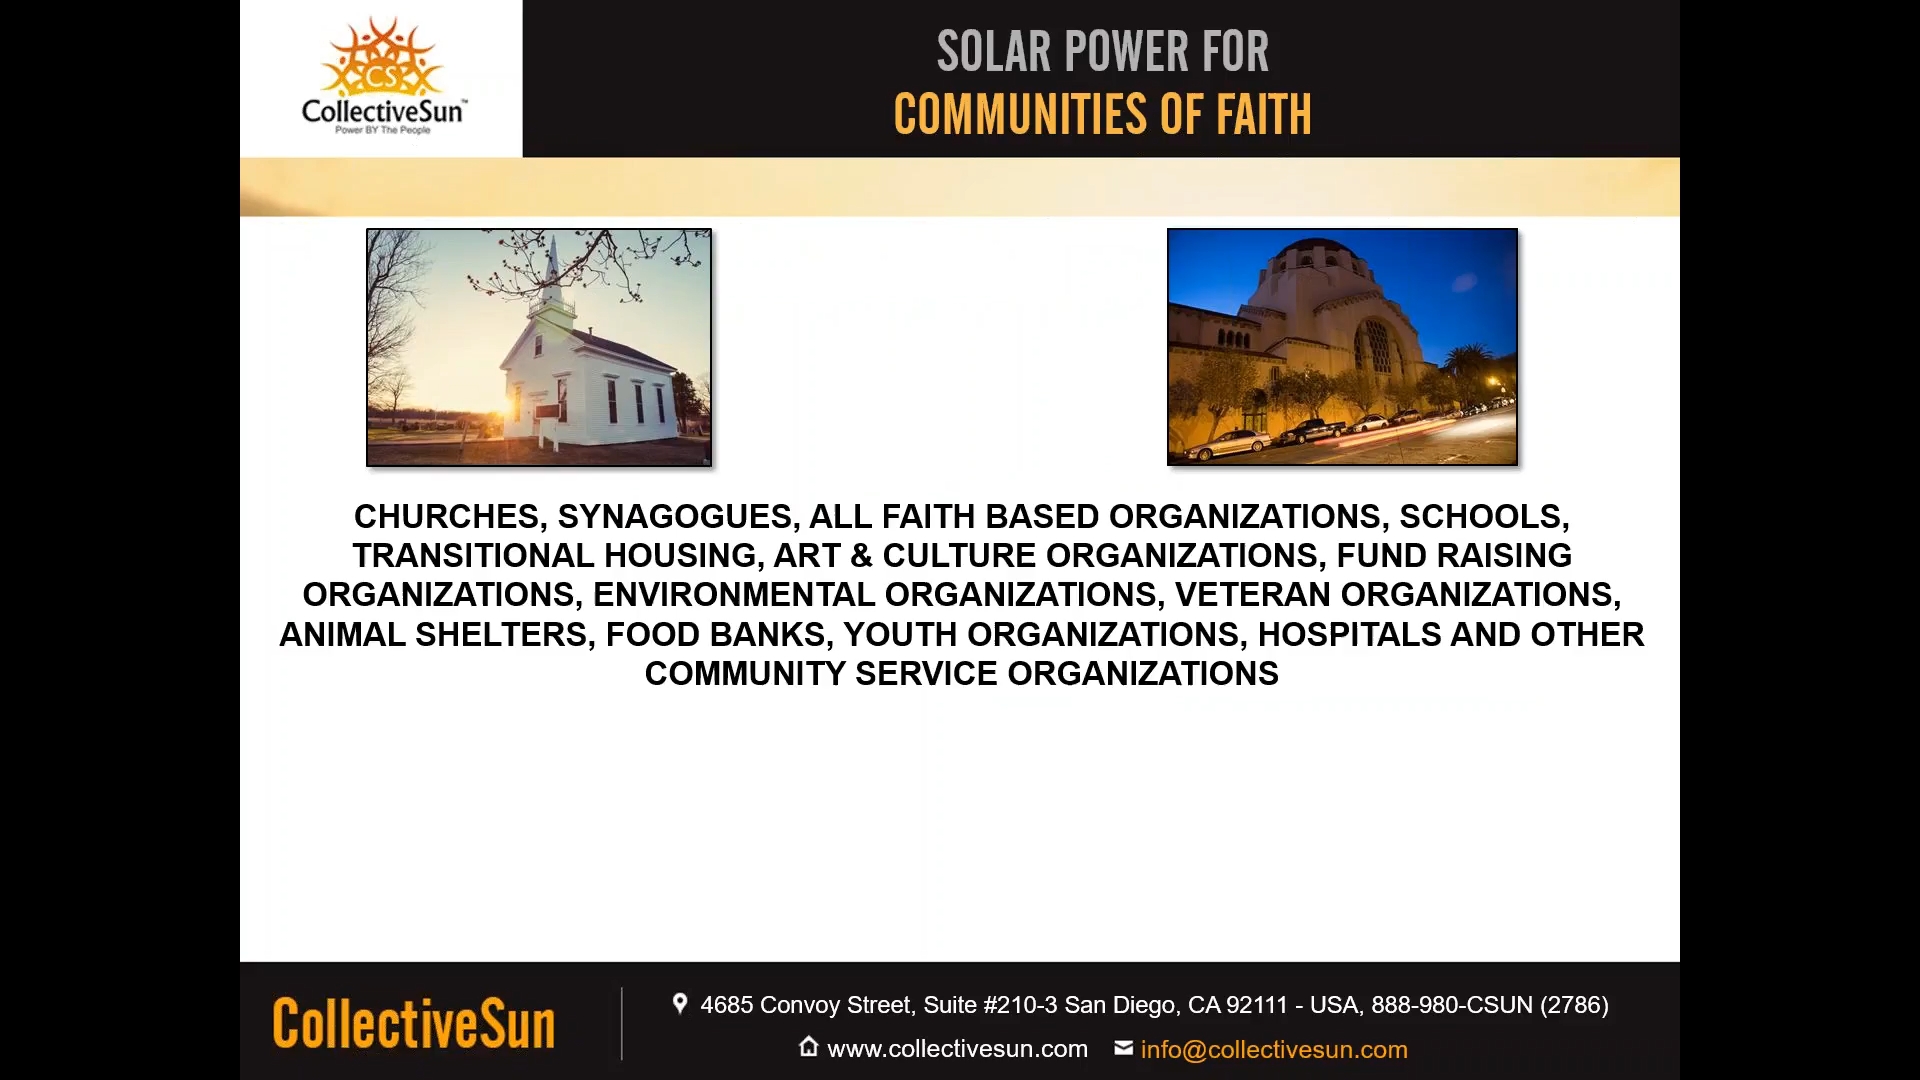 CS
CollectiveSun™
Power BY The People
SOLAR POWER FOR
COMMUNITIES OF FAITH
CHURCHES, SYNAGOGUES, ALL FAITH BASED ORGANIZATIONS, SCHOOLS,
TRANSITIONAL HOUSING, ART & CULTURE ORGANIZATIONS, FUND RAISING
ORGANIZATIONS, ENVIRONMENTAL ORGANIZATIONS, VETERAN ORGANIZATIONS,
ANIMAL SHELTERS, FOOD BANKS, YOUTH ORGANIZATIONS, HOSPITALS AND OTHER
COMMUNITY SERVICE ORGANIZATIONS
CollectiveSun
4685 Convoy Street, Suite #210-3 San Diego, CA 92111 - USA, 888-980-CSUN (2786)
www.collectivesun.com info@collectivesun.com